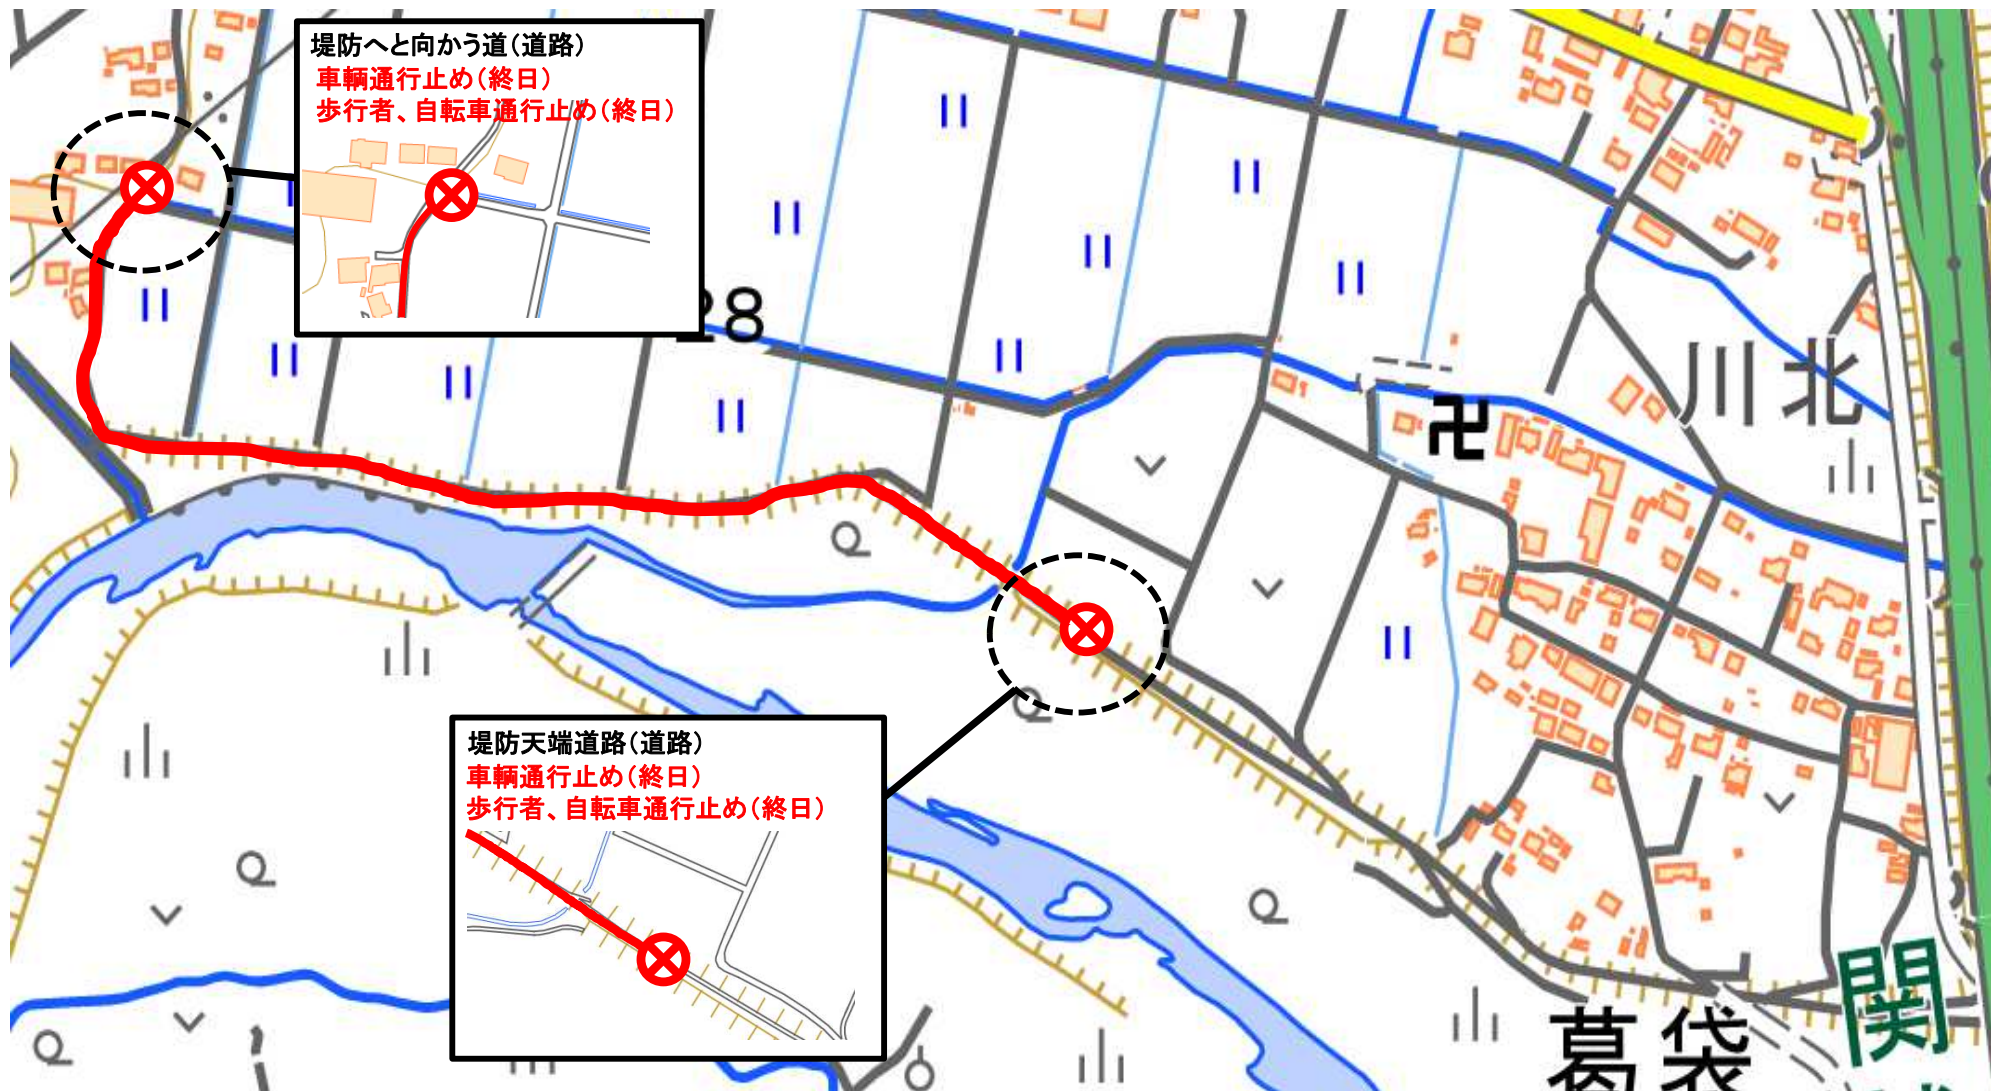 堤防へと向かう道(道路)
車輌通行止め(終日)
歩行者、自転車通行止め(終日)
28
川北
堤防天端道路(道路)
車輌通行止め(終日)
歩行者、自転車通行止め(終日)
葛袋
関